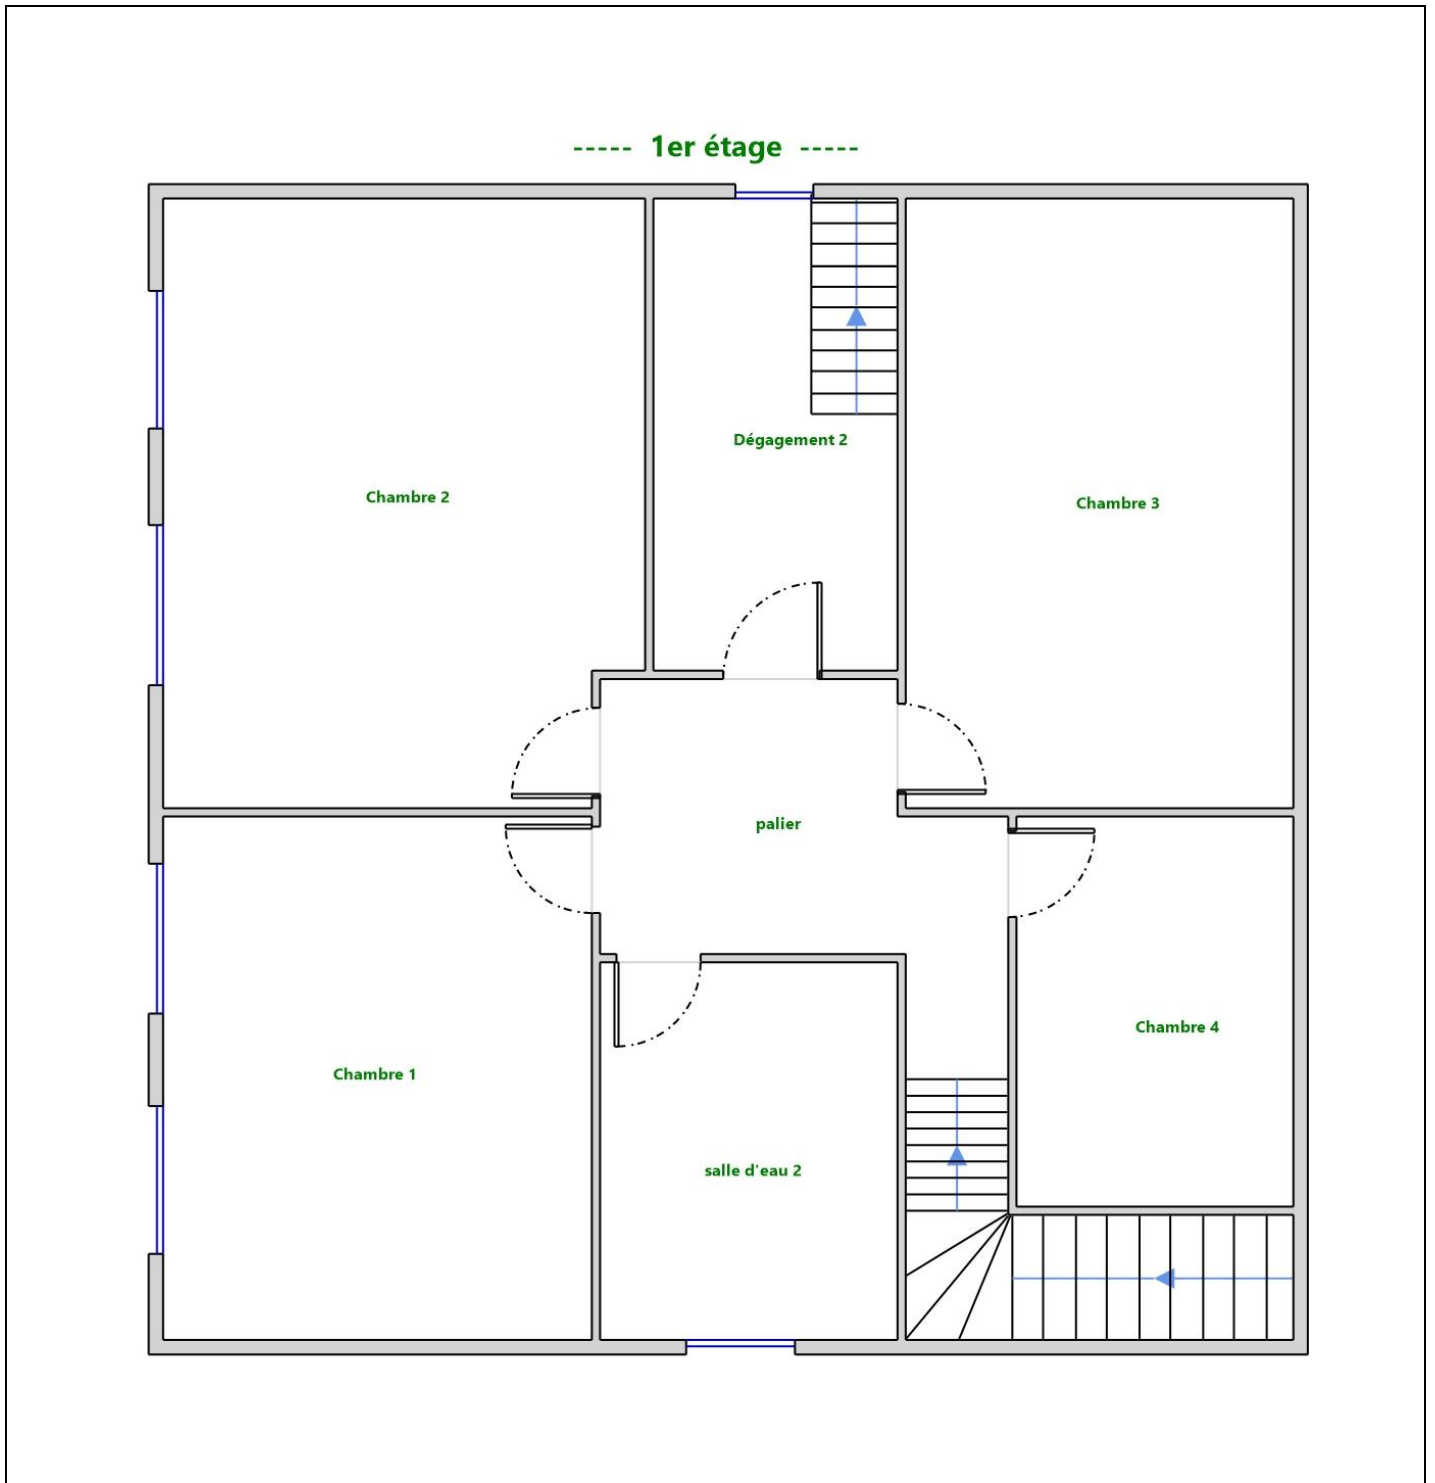 ----- 1er étage -----
Dégagement 2
Chambre 2
Chambre 3
palier
Chambre 4
Chambre 1
salle d'eau 2